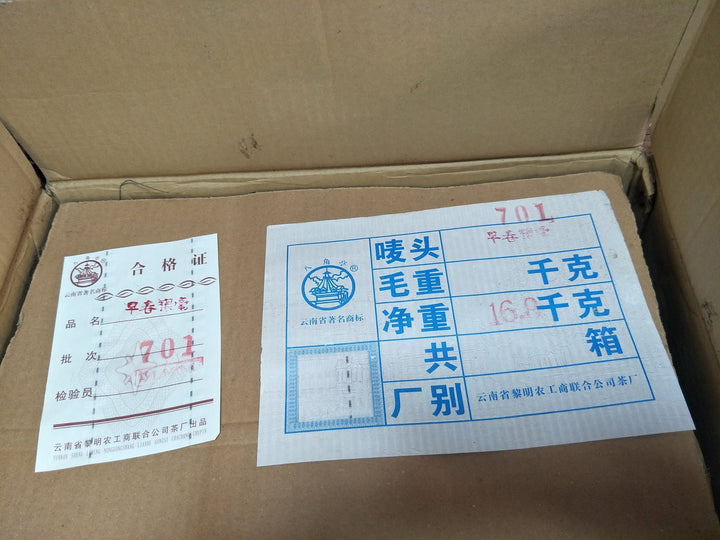 合格证
云南省著名商标
品名 早春银毫
批次 701
检验员
云南省黎明农工商联合公司茶厂出品
701
八角亭®
云南省著名商标
唛头 早春银毫
毛重 千克
净重 16.8千克
共 箱
厂别 云南省黎明农工商联合公司茶厂